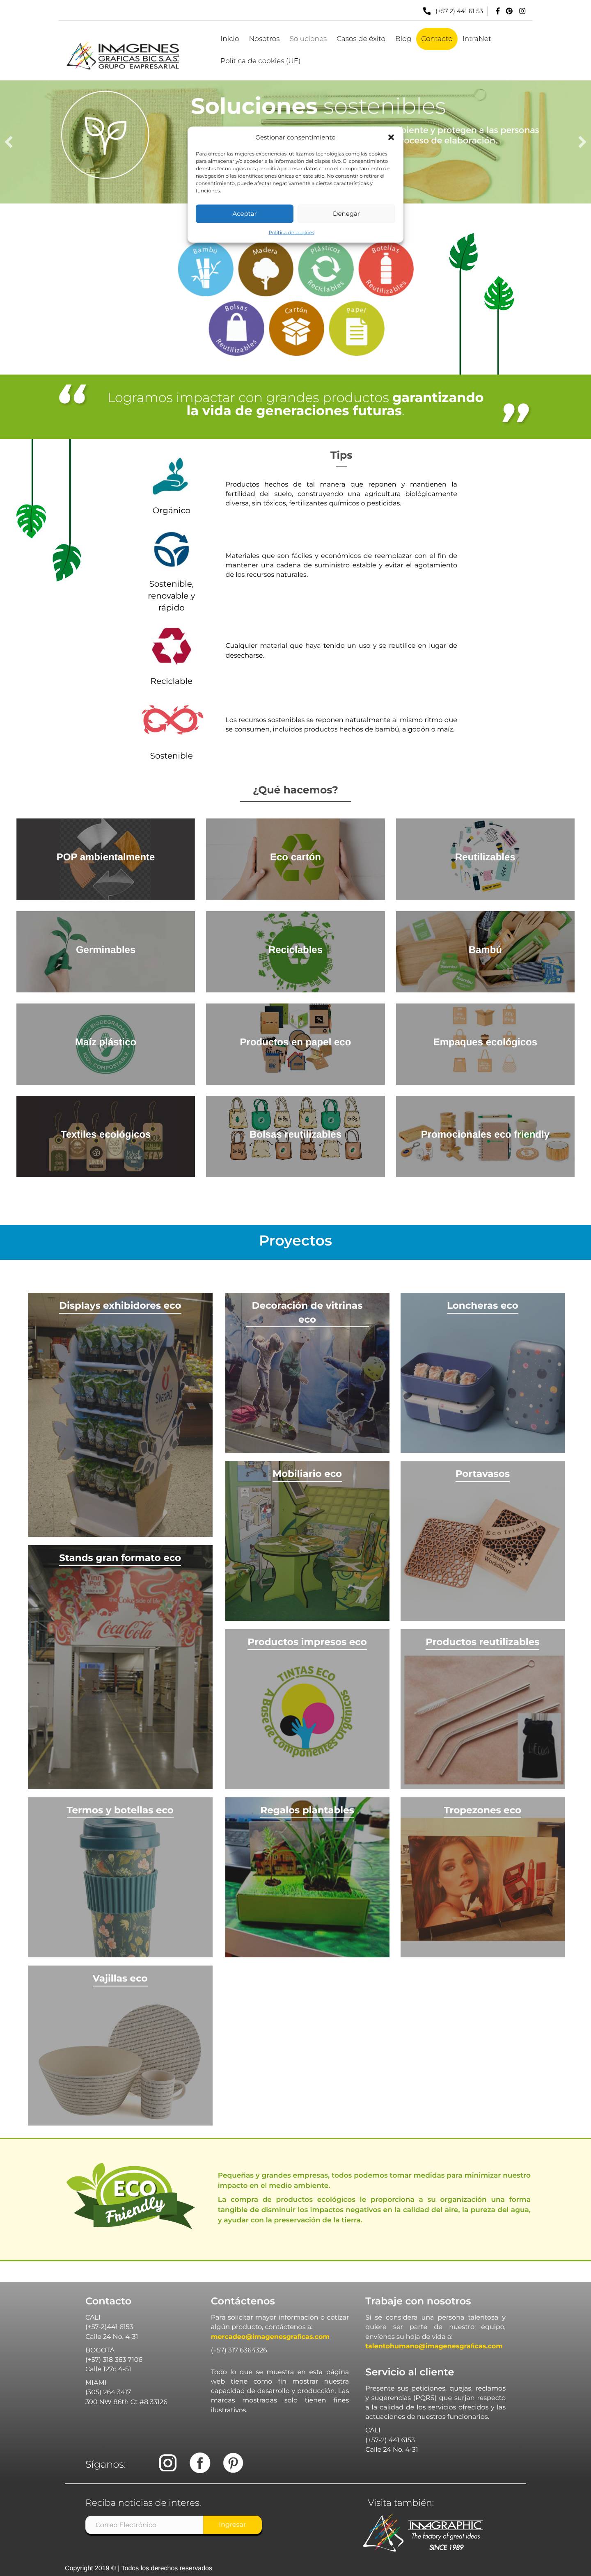 (+57 2) 441 61 53
IMAGENES
GRAFICAS BIC S.A.S.
GRUPO EMPRESARIAL
Inicio
Nosotros
Soluciones
Casos de éxito
Blog
Contacto
IntraNet
Política de cookies (UE)
Soluciones sostenibles
iente y protegen a las personas
roceso de elaboración.
Gestionar consentimiento
Para ofrecer las mejores experiencias, utilizamos tecnologías como las cookies
para almacenar y/o acceder a la información del dispositivo. El consentimiento
de estas tecnologías nos permitirá procesar datos como el comportamiento de
navegación o las identificaciones únicas en este sitio. No consentir o retirar el
consentimiento, puede afectar negativamente a ciertas características y
funciones.
Aceptar
Denegar
Política de cookies
Bambú
Madera
Plásticos
Reciclables
Botellas
Reutilizables
Bolsas
Reutilizables
Cartón
Papel
Logramos impactar con grandes productos garantizando
la vida de generaciones futuras.
Tips
Orgánico
Productos hechos de tal manera que reponen y mantienen la
fertilidad del suelo, construyendo una agricultura biológicamente
diversa, sin tóxicos, fertilizantes químicos o pesticidas.
Sostenible,
renovable y
rápido
Materiales que son fáciles y económicos de reemplazar con el fin de
mantener una cadena de suministro estable y evitar el agotamiento
de los recursos naturales.
Reciclable
Cualquier material que haya tenido un uso y se reutilice en lugar de
desecharse.
Sostenible
Los recursos sostenibles se reponen naturalmente al mismo ritmo que
se consumen, incluidos productos hechos de bambú, algodón o maíz.
¿Qué hacemos?
POP ambientalmente
Eco cartón
Reutilizables
Germinables
Reciclables
Bambú
Maíz plástico
Productos en papel eco
Empaques ecológicos
Textiles ecológicos
Bolsas reutilizables
Promocionales eco friendly
Proyectos
Displays exhibidores eco
Decoración de vitrinas
eco
Loncheras eco
Mobiliario eco
Portavasos
Stands gran formato eco
Coca-Cola
Productos impresos eco
TINTAS ECO
A Base de Componentes Orgánicos
Productos reutilizables
Termos y botellas eco
Regalos plantables
Tropezones eco
Vajillas eco
ECO
Friendly
Pequeñas y grandes empresas, todos podemos tomar medidas para minimizar nuestro
impacto en el medio ambiente.
La compra de productos ecológicos le proporciona a su organización una forma
tangible de disminuir los impactos negativos en la calidad del aire, la pureza del agua,
y ayudar con la preservación de la tierra.
Contacto
CALI
(+57-2)441 6153
Calle 24 No. 4-31
BOGOTÁ
(+57) 318 363 7106
Calle 127c 4-51
MIAMI
(305) 264 3417
390 NW 86th Ct #8 33126
Contáctenos
Para solicitar mayor información o cotizar
algún producto, contáctenos a:
mercadeo@imagenesgraficas.com
(+57) 317 6364326
Todo lo que se muestra en esta página
web tiene como fin mostrar nuestra
capacidad de desarrollo y producción. Las
marcas mostradas solo tienen fines
ilustrativos.
Trabaje con nosotros
Si se considera una persona talentosa y
quiere ser parte de nuestro equipo,
envíenos su hoja de vida a:
talentohumano@imagenesgraficas.com
Servicio al cliente
Presente sus peticiones, quejas, reclamos
y sugerencias (PQRS) que surjan respecto
a la calidad de los servicios ofrecidos y las
actuaciones de nuestros funcionarios.
CALI
(+57-2) 441 6153
Calle 24 No. 4-31
Síganos:
Reciba noticias de interes.
Correo Electrónico
Ingresar
Visita también:
IMAGRAPHIC
The factory of great ideas
SINCE 1989
Copyright 2019 © | Todos los derechos reservados